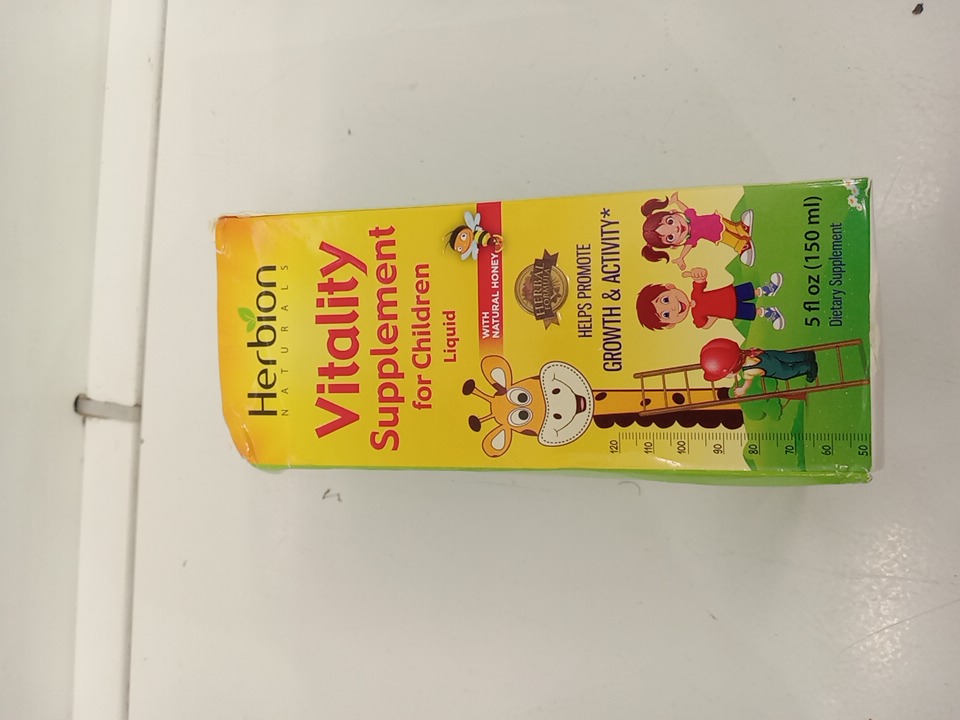 Herbion
NATURALS
Vitality
Supplement
for Children
Liquid
WITH
NATURAL HONEY
HERBAL
HELPS PROMOTE
GROWTH & ACTIVITY*
120
110
100
90
80
70
60
50
5 fl oz (150 ml)
Dietary Supplement